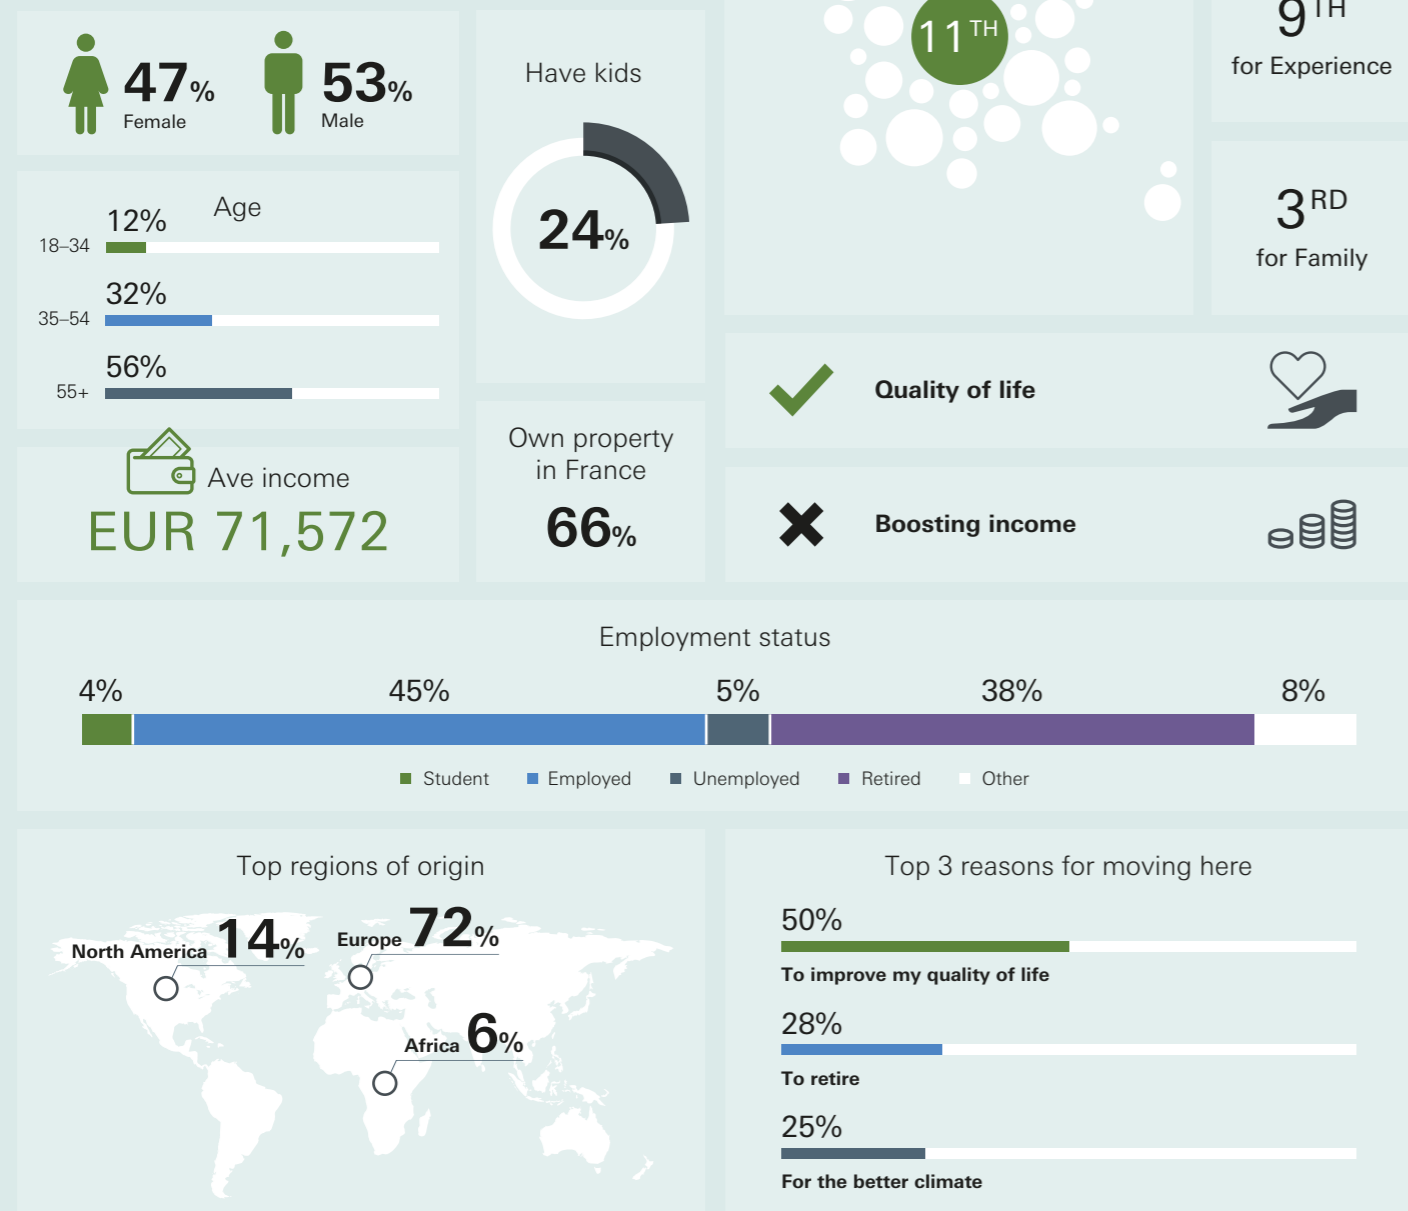 47%
Female
53%
Male
Age
12%
18–34
32%
35–54
56%
55+
Ave income
EUR 71,572
Have kids
24%
Own property
in France
66%
11TH
9TH
for Experience
3RD
for Family
Quality of life
Boosting income
Employment status
4%
45%
5%
38%
8%
Student
Employed
Unemployed
Retired
Other
Top regions of origin
North America 14%
Europe 72%
Africa 6%
Top 3 reasons for moving here
50%
To improve my quality of life
28%
To retire
25%
For the better climate